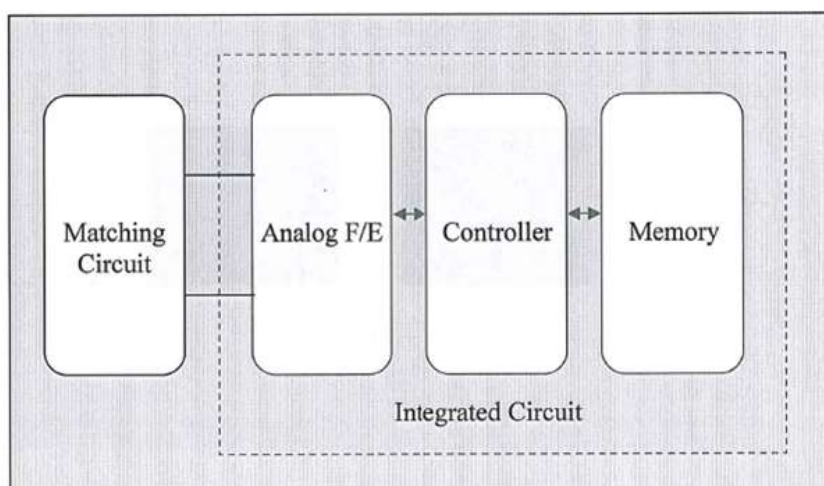 Matching
Circuit
Analog F/E
Controller
Memory
Integrated Circuit